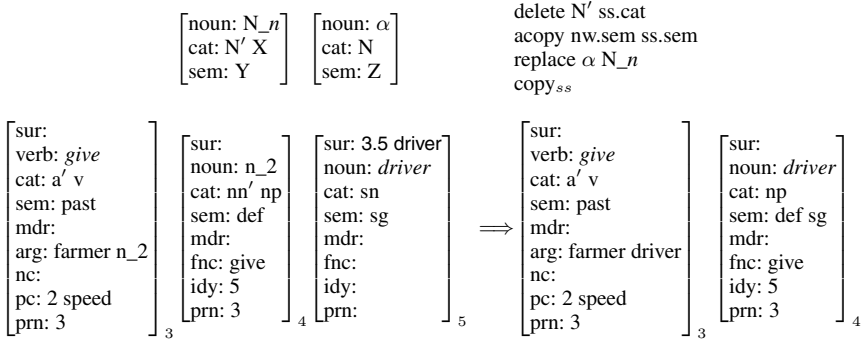 noun: N_n
cat: N′ X
sem: Y
noun: α
cat: N
sem: Z
delete N′ ss.cat
acopy nw.sem ss.sem
replace α N_n
copyₛₛ
sur:
verb: give
cat: a′ v
sem: past
mdr:
arg: farmer n_2
nc:
pc: 2 speed
prn: 3
3
sur:
noun: n_2
cat: nn′ np
sem: def
mdr:
fnc: give
idy: 5
prn: 3
4
sur: 3.5 driver
noun: driver
cat: sn
sem: sg
mdr:
fnc:
idy:
prn:
5
⟹
sur:
verb: give
cat: a′ v
sem: past
mdr:
arg: farmer driver
nc:
pc: 2 speed
prn: 3
3
sur:
noun: driver
cat: np
sem: def sg
mdr:
fnc: give
idy: 5
prn: 3
4